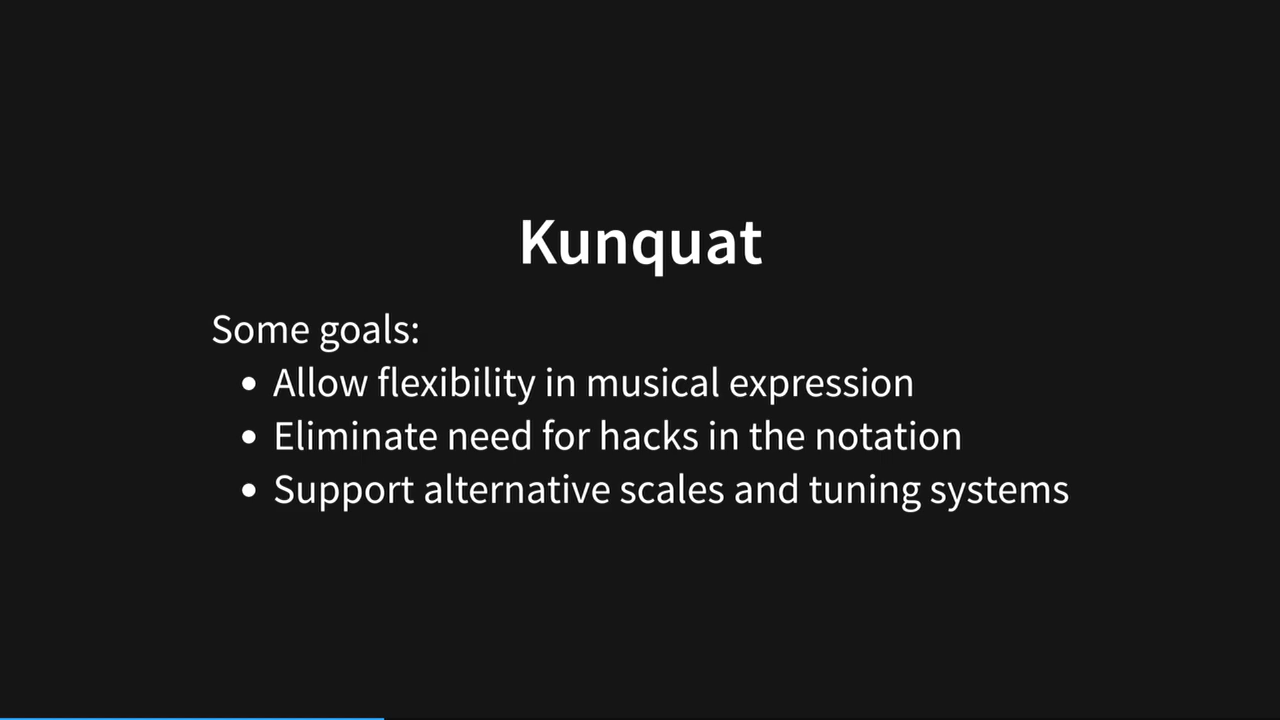 Kunquat
Some goals:
• Allow flexibility in musical expression
• Eliminate need for hacks in the notation
• Support alternative scales and tuning systems